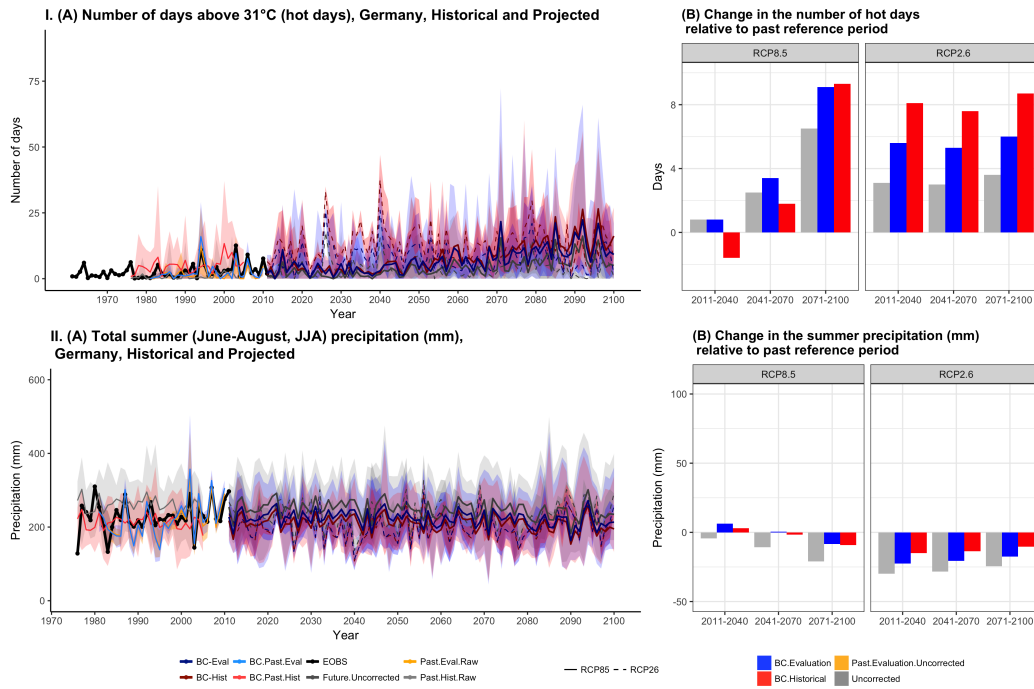 I. (A) Number of days above 31°C (hot days), Germany, Historical and Projected
Number of days
75
50
25
0
1970 1980 1990 2000 2010 2020 2030 2040 2050 2060 2070 2080 2090 2100
Year
(B) Change in the number of hot days
relative to past reference period
RCP8.5 RCP2.6
Days
8
4
0
2011-2040 2041-2070 2071-2100 2011-2040 2041-2070 2071-2100
II. (A) Total summer (June-August, JJA) precipitation (mm),
Germany, Historical and Projected
Precipitation (mm)
600
400
200
0
1970 1976 1980 1990 2000 2010 2020 2030 2040 2050 2060 2070 2080 2090 2100
Year
(B) Change in the summer precipitation (mm)
relative to past reference period
RCP8.5 RCP2.6
Precipitation (mm)
100
50
0
-50
2011-2040 2041-2070 2071-2100 2011-2040 2041-2070 2071-2100
BC-Eval BC.Past.Eval EOBS Past.Eval.Raw
BC-Hist BC.Past.Hist Future.Uncorrected Past.Hist.Raw
RCP85 RCP26
BC.Evaluation Past.Evaluation.Uncorrected
BC.Historical Uncorrected